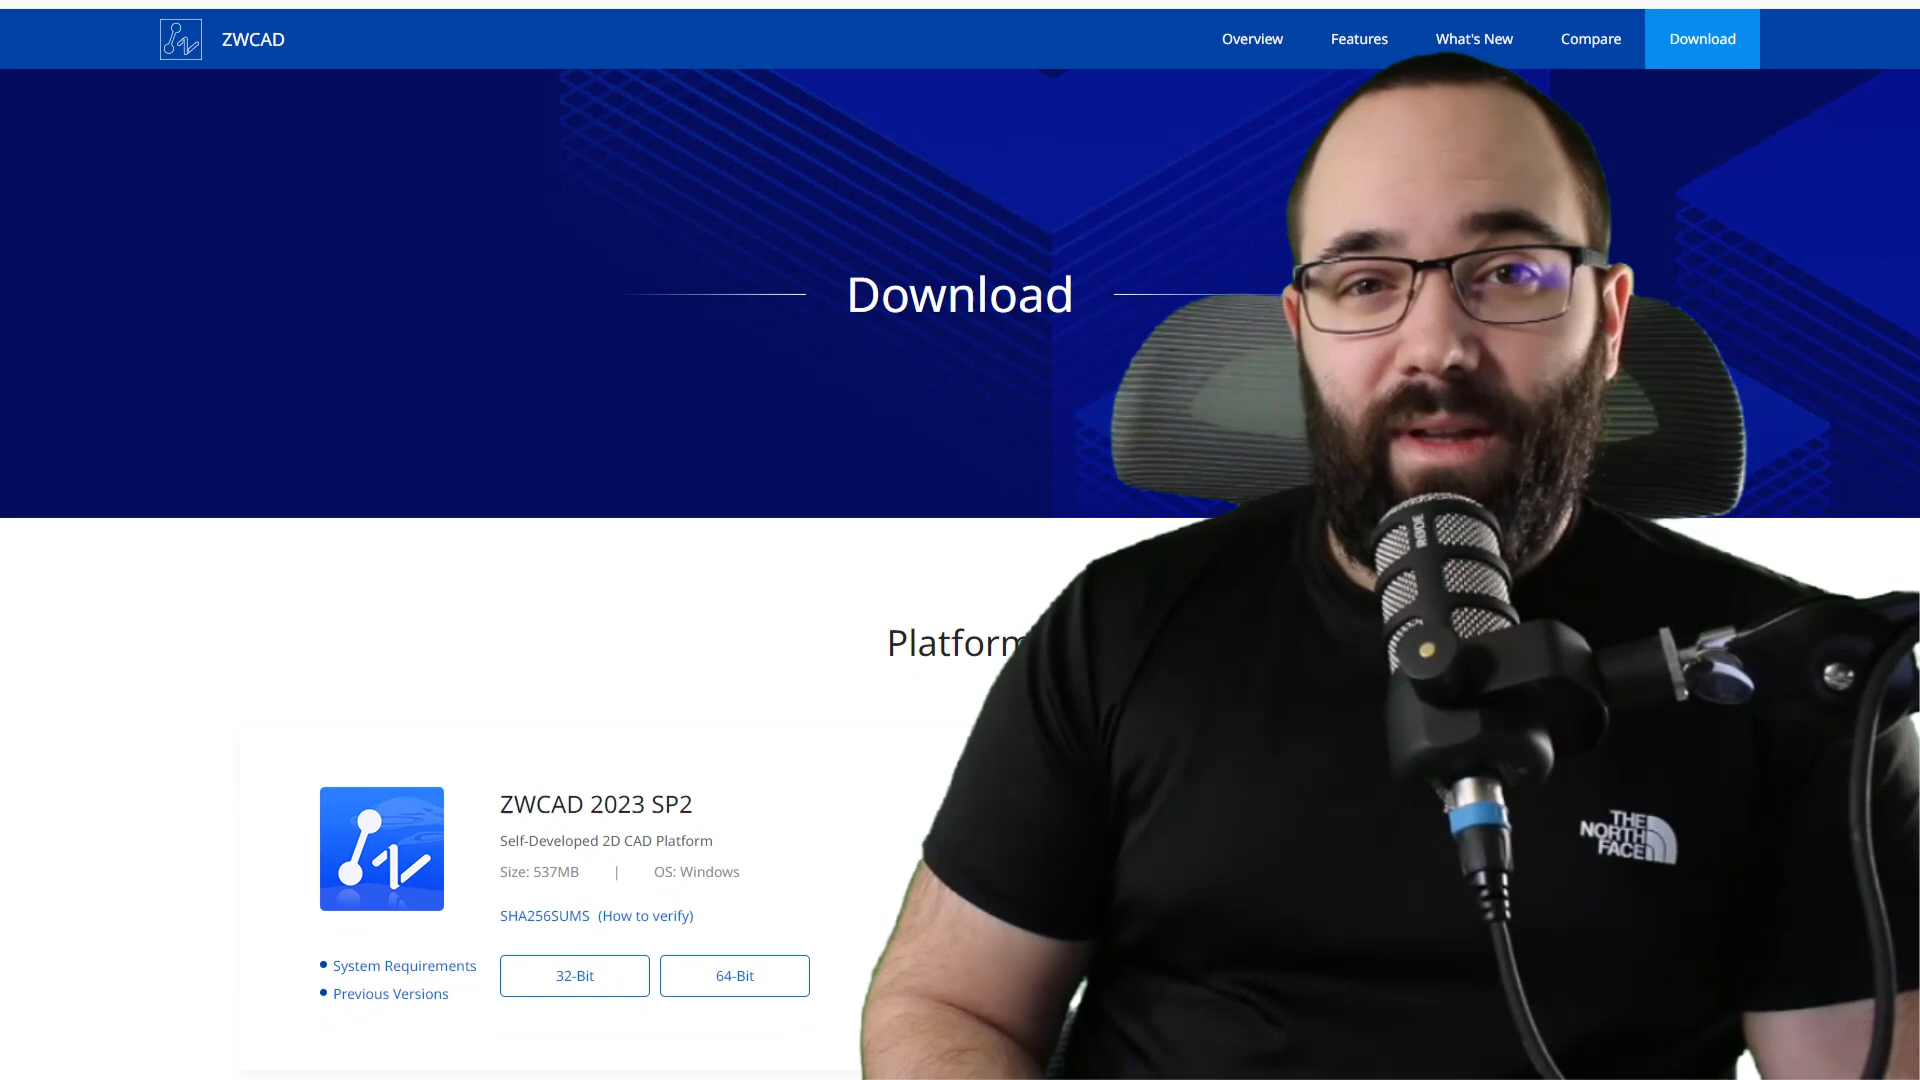 ZWCAD
Overview
Features
What's New
Compare
Download
Download
Platform
ZWCAD 2023 SP2
Self-Developed 2D CAD Platform
Size: 537MB | OS: Windows
SHA256SUMS (How to verify)
System Requirements
Previous Versions
32-Bit
64-Bit
RØDE
THE
NORTH
FACE